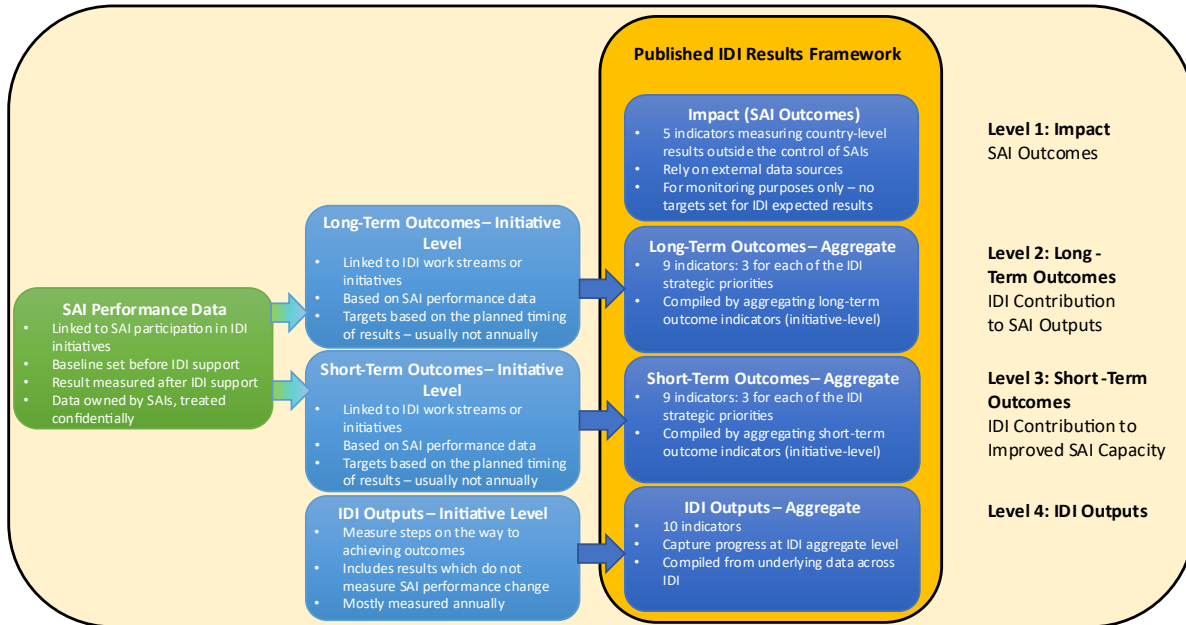 Published IDI Results Framework
Impact (SAI Outcomes)
• 5 indicators measuring country-level
results outside the control of SAIs
• Rely on external data sources
• For monitoring purposes only – no
targets set for IDI expected results
Level 1: Impact
SAI Outcomes
Long-Term Outcomes – Initiative
Level
• Linked to IDI work streams or
initiatives
• Based on SAI performance data
• Targets based on the planned timing
of results – usually not annually
Long-Term Outcomes – Aggregate
• 9 indicators: 3 for each of the IDI
strategic priorities
• Compiled by aggregating long-term
outcome indicators (initiative-level)
Level 2: Long -
Term Outcomes
IDI Contribution
to SAI Outputs
SAI Performance Data
• Linked to SAI participation in IDI
initiatives
• Baseline set before IDI support
• Result measured after IDI support
• Data owned by SAIs, treated
confidentially
Short-Term Outcomes – Initiative
Level
• Linked to IDI work streams or
initiatives
• Based on SAI performance data
• Targets based on the planned timing
of results – usually not annually
Short-Term Outcomes – Aggregate
• 9 indicators: 3 for each of the IDI
strategic priorities
• Compiled by aggregating short-term
outcome indicators (initiative-level)
Level 3: Short -Term
Outcomes
IDI Contribution to
Improved SAI Capacity
IDI Outputs – Initiative Level
• Measure steps on the way to
achieving outcomes
• Includes results which do not
measure SAI performance change
• Mostly measured annually
IDI Outputs – Aggregate
• 10 indicators
• Capture progress at IDI aggregate level
• Compiled from underlying data across
IDI
Level 4: IDI Outputs